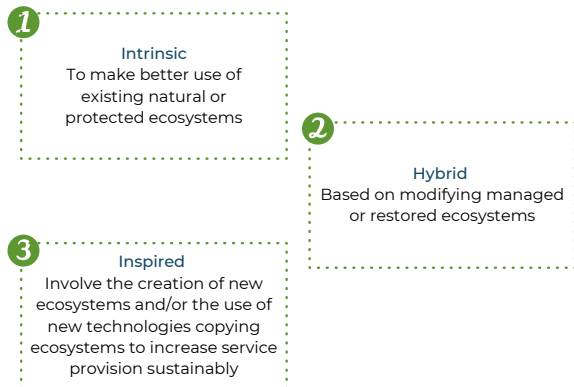 1
Intrinsic
To make better use of
existing natural or
protected ecosystems
2
Hybrid
Based on modifying managed
or restored ecosystems
3
Inspired
Involve the creation of new
ecosystems and/or the use of
new technologies copying
ecosystems to increase service
provision sustainably